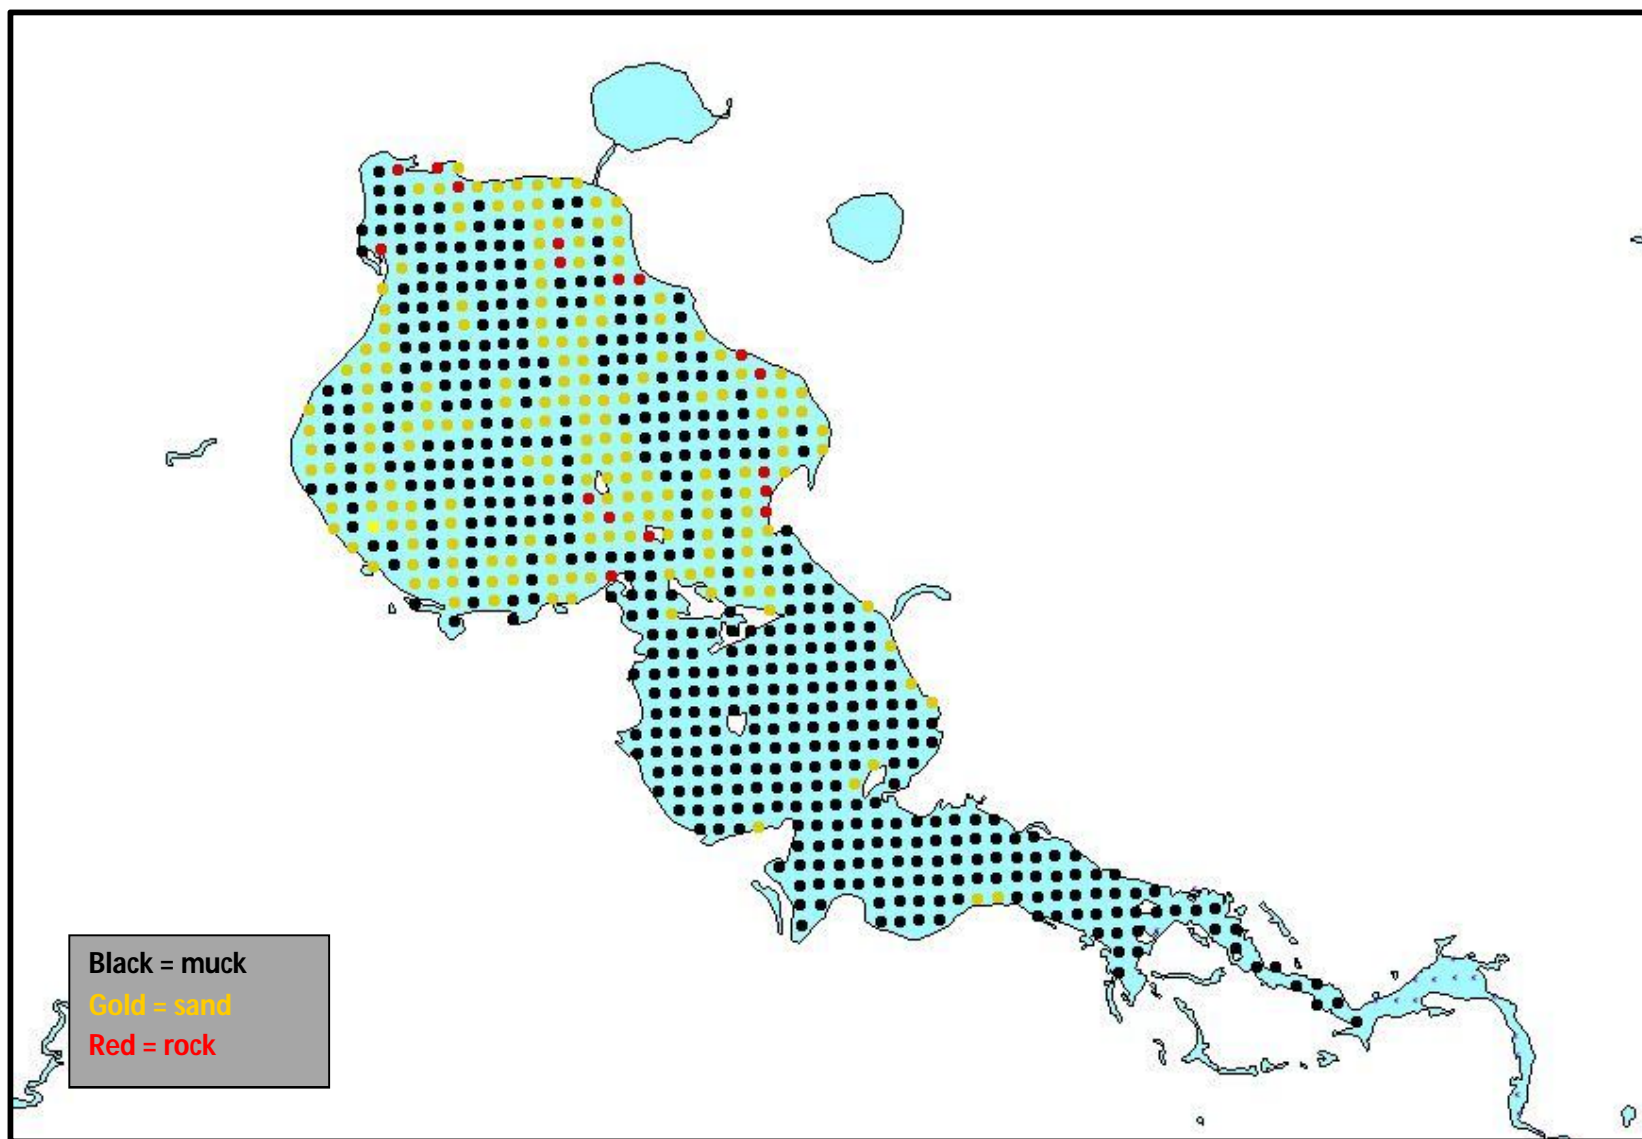 Black = muck
Gold = sand
Red = rock